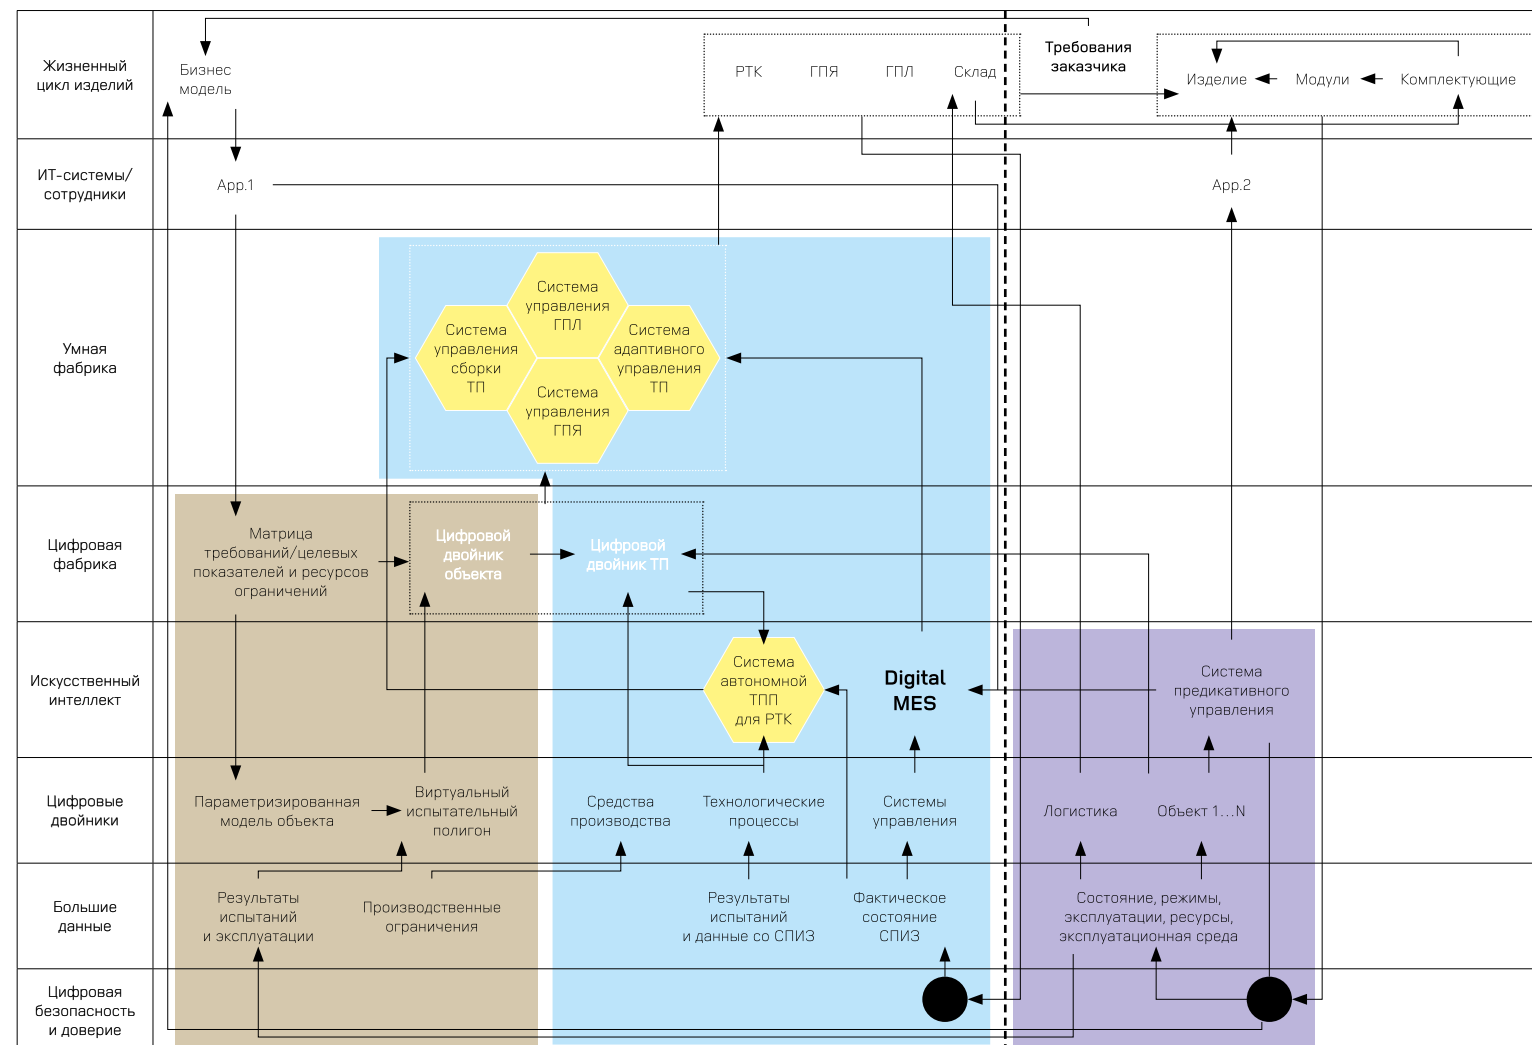 Жизненный
цикл изделий
Бизнес
модель
РТК
ГПЯ
ГПЛ
Склад
Требования
заказчика
Изделие
Модули
Комплектующие
ИТ-системы/
сотрудники
App.1
App.2
Умная
фабрика
Система
управления
ГПЛ
Система
управления
сборки
ТП
Система
адаптивного
управления
ТП
Система
управления
ГПЯ
Цифровая
фабрика
Матрица
требований/целевых
показателей и ресурсов
ограничений
Цифровой
двойник
объекта
Цифровой
двойник ТП
Искусственный
интеллект
Система
автономной
ТПП
для РТК
Digital
MES
Система
предикативного
управления
Цифровые
двойники
Параметризированная
модель объекта
Виртуальный
испытательный
полигон
Средства
производства
Технологические
процессы
Системы
управления
Логистика
Объект 1...N
Большие
данные
Результаты
испытаний
и эксплуатации
Производственные
ограничения
Результаты
испытаний
и данные со СПИЗ
Фактическое
состояние
СПИЗ
Состояние, режимы,
эксплуатации, ресурсы,
эксплуатационная среда
Цифровая
безопасность
и доверие